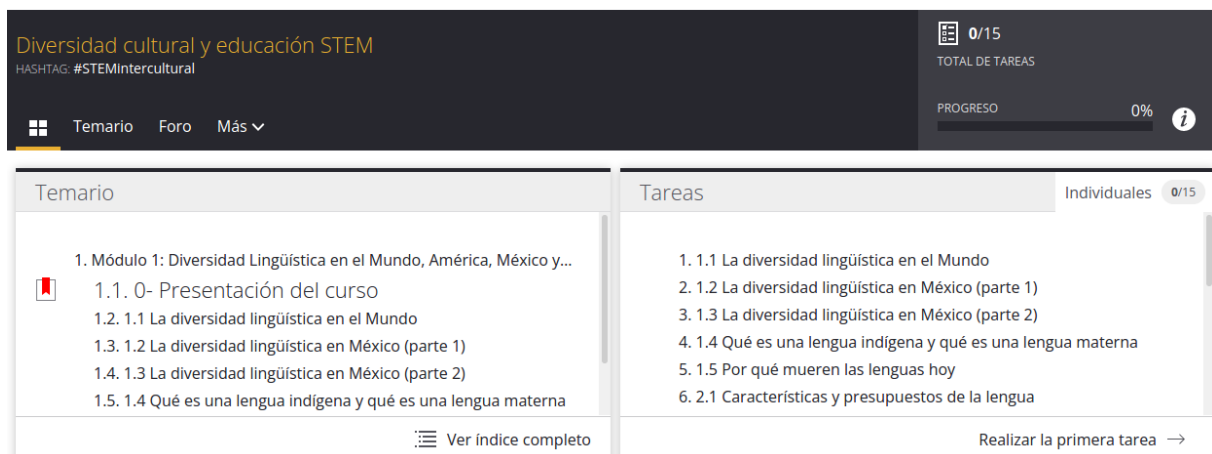 Diversidad cultural y educación STEM
HASHTAG: #STEMIntercultural
Temario Foro Más
0/15
TOTAL DE TAREAS
PROGRESO 0%
i
Temario
1. Módulo 1: Diversidad Lingüística en el Mundo, América, México y...
1.1. 0- Presentación del curso
1.2. 1.1 La diversidad lingüística en el Mundo
1.3. 1.2 La diversidad lingüística en México (parte 1)
1.4. 1.3 La diversidad lingüística en México (parte 2)
1.5. 1.4 Qué es una lengua indígena y qué es una lengua materna
Ver índice completo
Tareas
Individuales 0/15
1. 1.1 La diversidad lingüística en el Mundo
2. 1.2 La diversidad lingüística en México (parte 1)
3. 1.3 La diversidad lingüística en México (parte 2)
4. 1.4 Qué es una lengua indígena y qué es una lengua materna
5. 1.5 Por qué mueren las lenguas hoy
6. 2.1 Características y presupuestos de la lengua
Realizar la primera tarea →